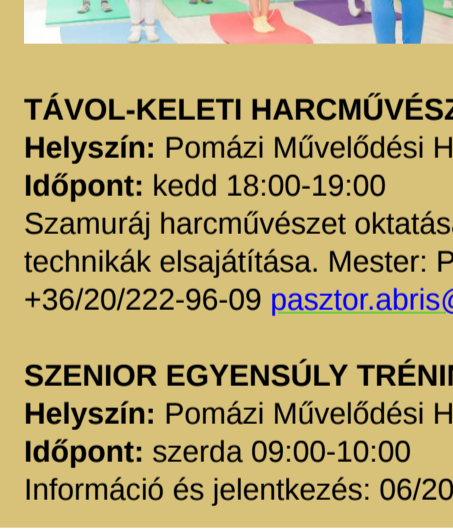 TÁVOL-KELETI HARCMŰVÉSZ
Helyszín: Pomázi Művelődési H
Időpont: kedd 18:00-19:00
Szamuráj harcművészet oktatása
technikák elsajátítása. Mester: P
+36/20/222-96-09 pasztor.abris@
SZENIOR EGYENSÚLY TRÉNI
Helyszín: Pomázi Művelődési H
Időpont: szerda 09:00-10:00
Információ és jelentkezés: 06/20